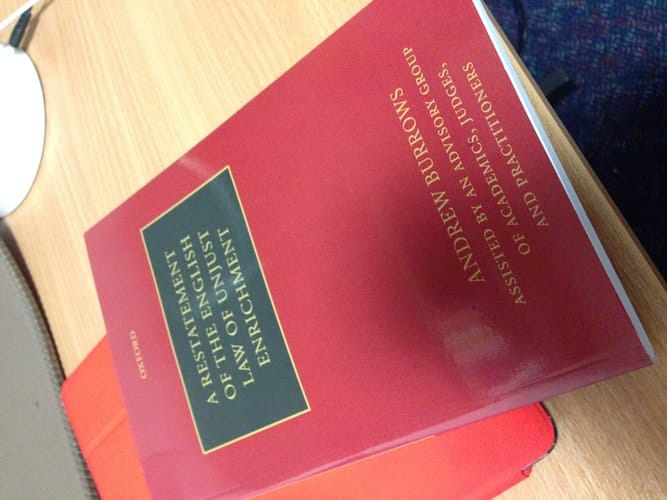 OXFORD
A RESTATEMENT
OF THE ENGLISH
LAW OF UNJUST
ENRICHMENT
ANDREW BURROWS
ASSISTED BY AN ADVISORY GROUP
OF ACADEMICS, JUDGES,
AND PRACTITIONERS